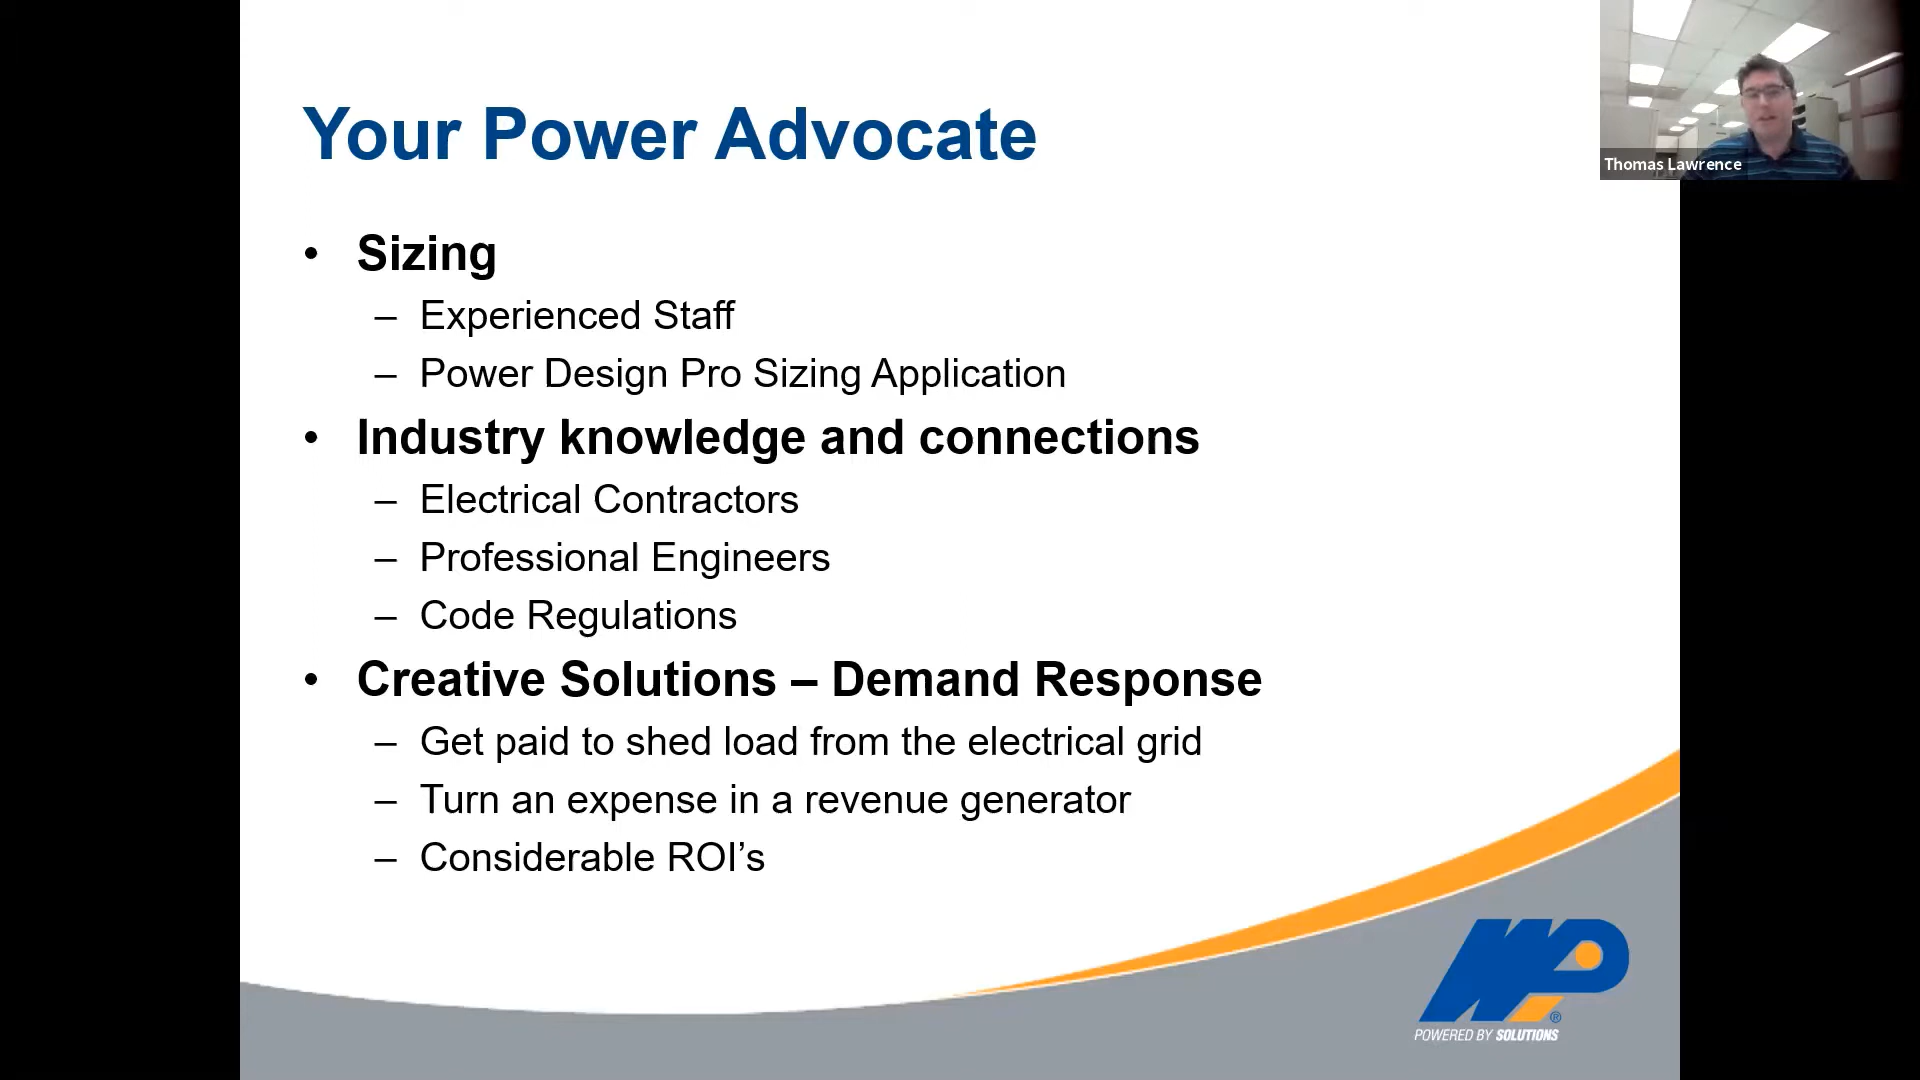 Your Power Advocate
Thomas Lawrence
• Sizing
– Experienced Staff
– Power Design Pro Sizing Application
• Industry knowledge and connections
– Electrical Contractors
– Professional Engineers
– Code Regulations
• Creative Solutions – Demand Response
– Get paid to shed load from the electrical grid
– Turn an expense in a revenue generator
– Considerable ROI’s
WP
®
POWERED BY SOLUTIONS